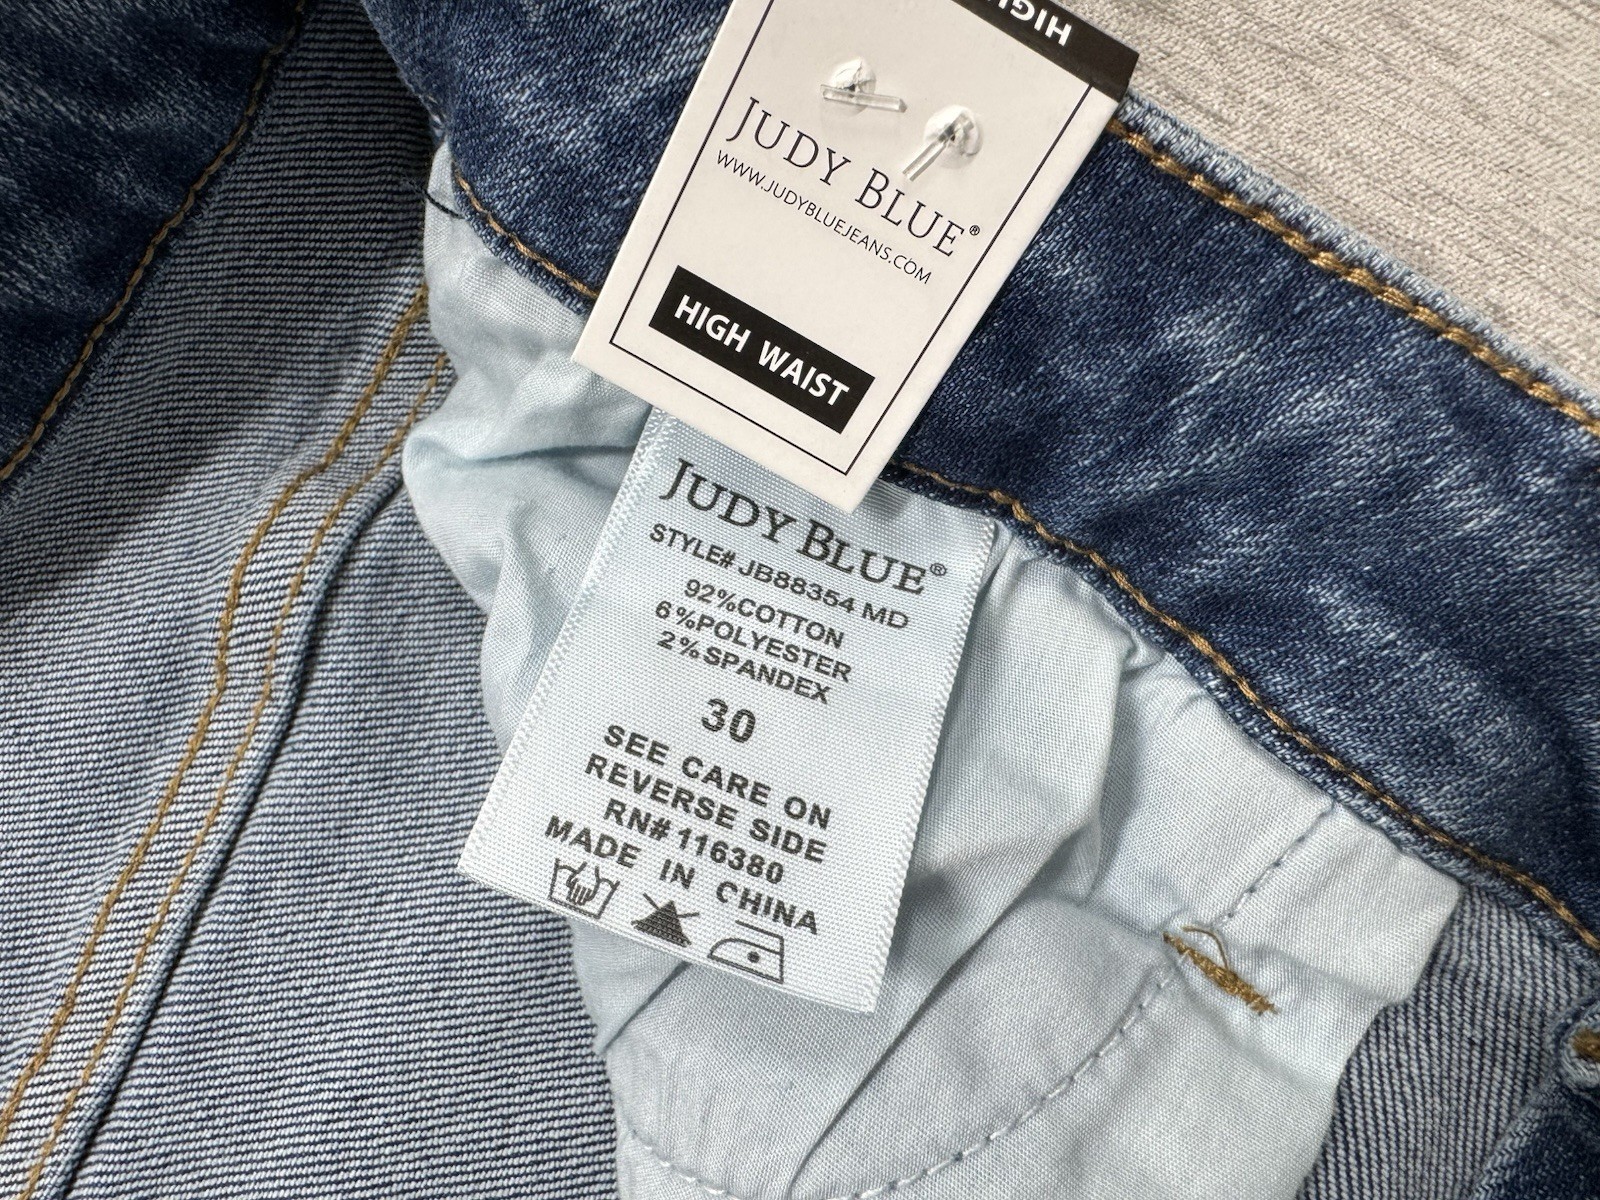 HIGH
JUDY BLUE®
WWW.JUDYBLUEJEANS.COM
HIGH WAIST
JUDY BLUE®
STYLE# JB88354 MD
92%COTTON
6%POLYESTER
2%SPANDEX
30
SEE CARE ON
REVERSE SIDE
RN#116380
MADE IN CHINA